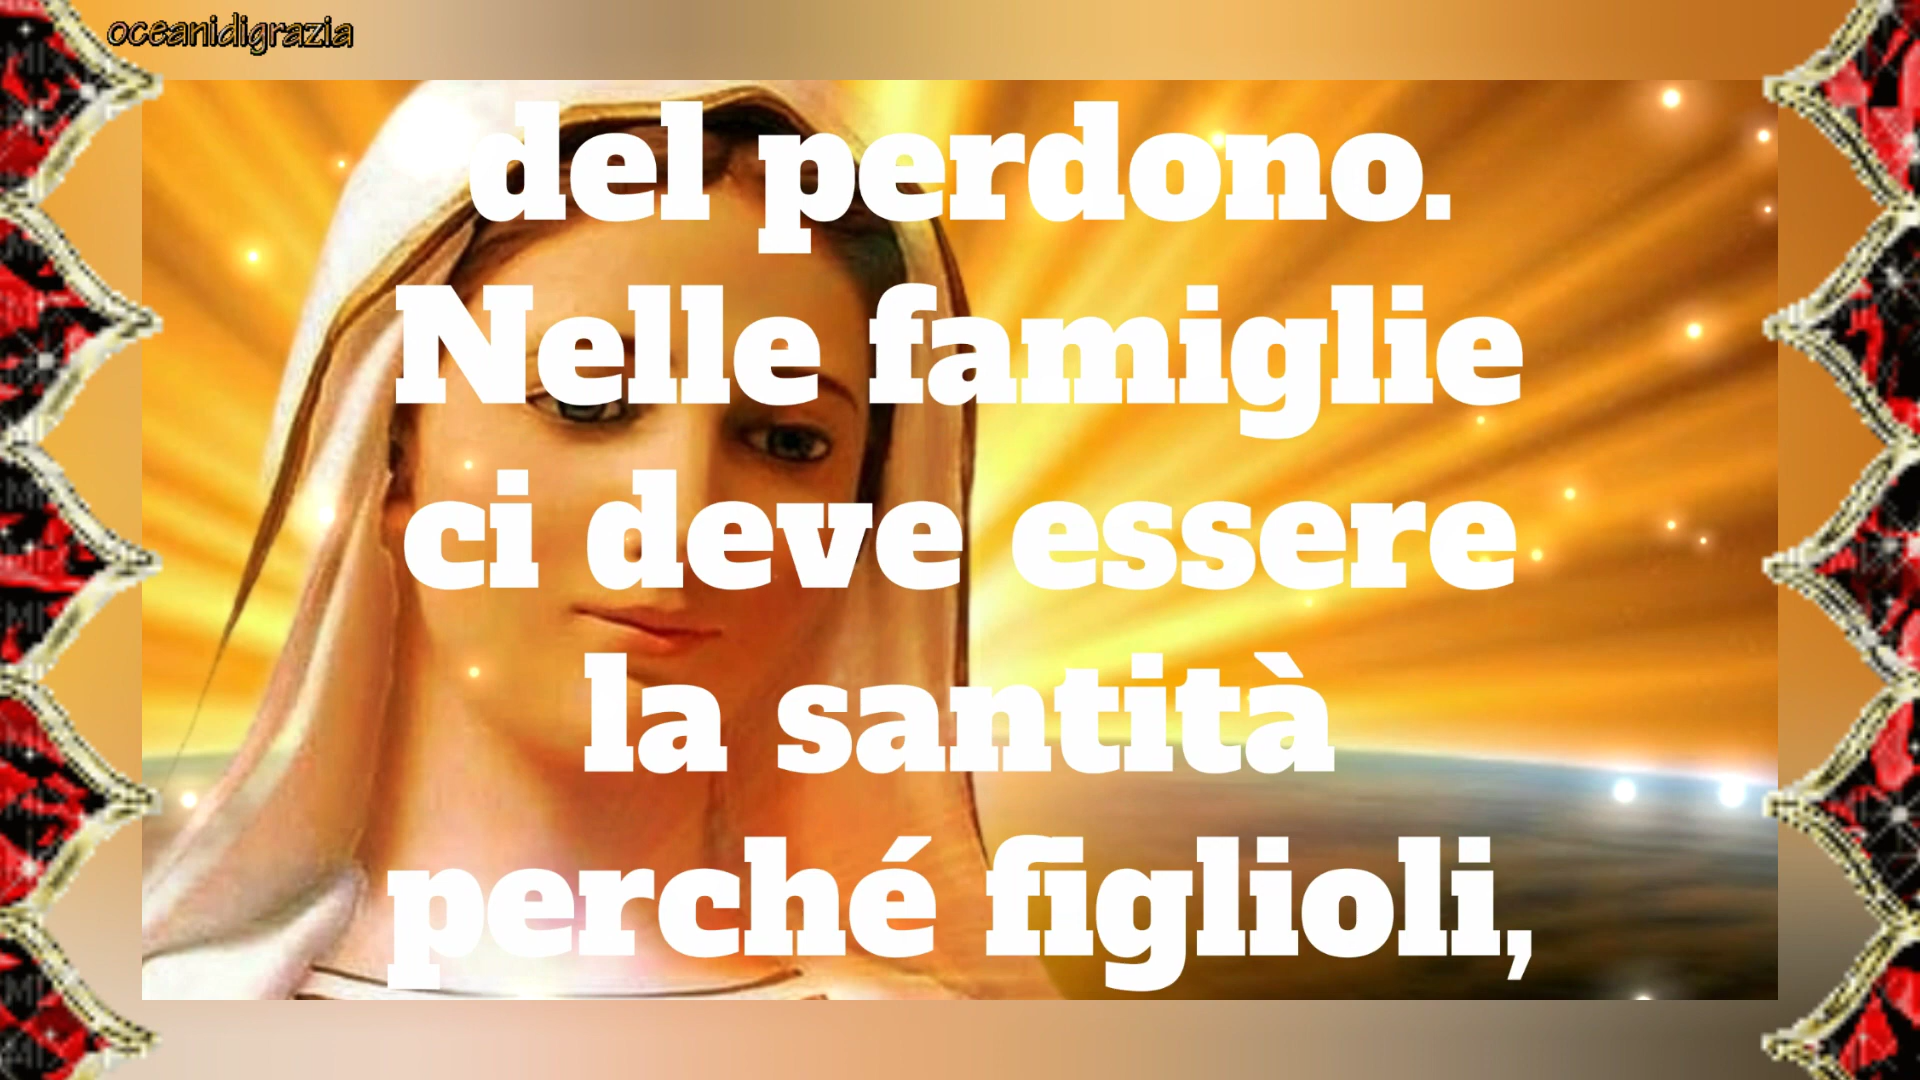 oceanidigrazia
del perdono.
Nelle famiglie
ci deve essere
la santità
perché figlioli,